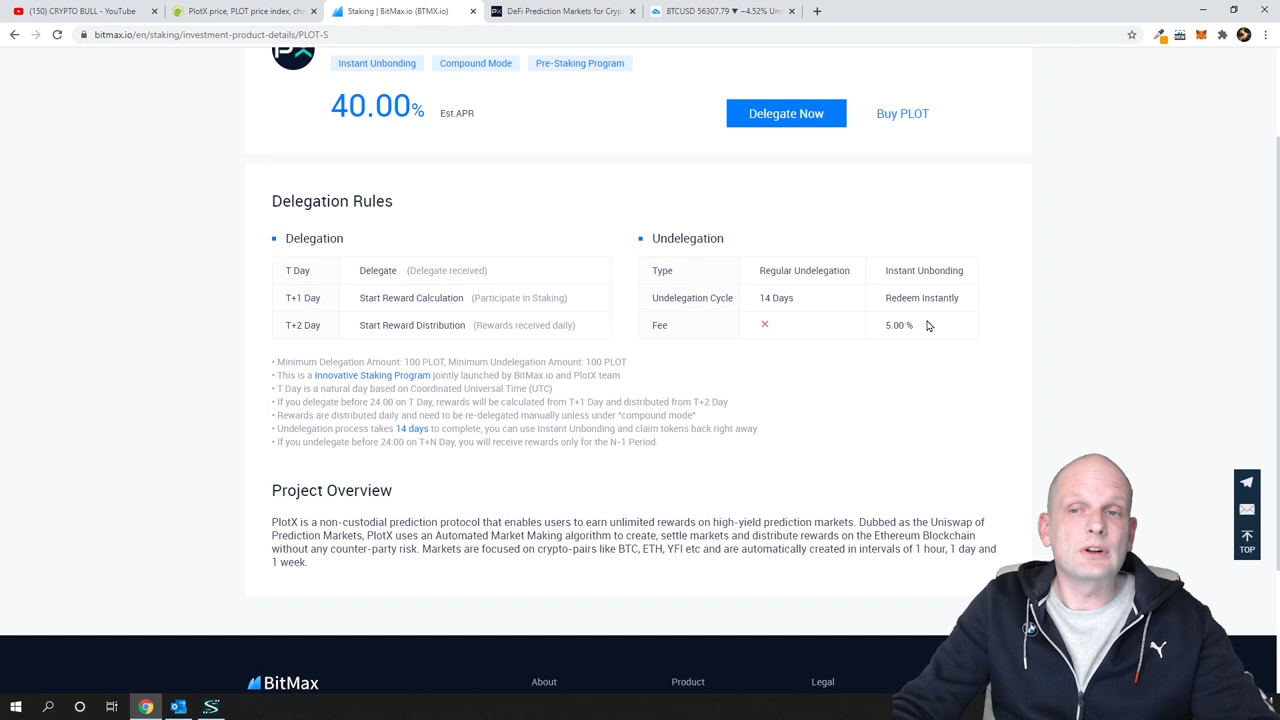 (150) CRYPTO BULL - YouTube
PlotX price, PLOT price index, cha
Staking | BitMax.io (BTMX.io)
DeFi Prediction Markets for Crypt
BTCUSD 56307.79 ▼ −4.52% Un
bitmax.io/en/staking/investment-product-details/PLOT-S
Instant Unbonding
Compound Mode
Pre-Staking Program
40.00% Est.APR
Delegate Now
Buy PLOT
Delegation Rules
Delegation
T Day Delegate (Delegate received)
T+1 Day Start Reward Calculation (Participate in Staking)
T+2 Day Start Reward Distribution (Rewards received daily)
Undelegation
Type Regular Undelegation Instant Unbonding
Undelegation Cycle 14 Days Redeem Instantly
Fee × 5.00 %
• Minimum Delegation Amount: 100 PLOT, Minimum Undelegation Amount: 100 PLOT
• This is a Innovative Staking Program jointly launched by BitMax.io and PlotX team
• T Day is a natural day based on Coordinated Universal Time (UTC)
• If you delegate before 24:00 on T Day, rewards will be calculated from T+1 Day and distributed from T+2 Day
• Rewards are distributed daily and need to be re-delegated manually unless under “compound mode”
• Undelegation process takes 14 days to complete, you can use Instant Unbonding and claim tokens back right away
• If you undelegate before 24:00 on T+N Day, you will receive rewards only for the N-1 Period.
Project Overview
PlotX is a non-custodial prediction protocol that enables users to earn unlimited rewards on high-yield prediction markets. Dubbed as the Uniswap of
Prediction Markets, PlotX uses an Automated Market Making algorithm to create, settle markets and distribute rewards on the Ethereum Blockchain
without any counter-party risk. Markets are focused on crypto-pairs like BTC, ETH, YFI etc and are automatically created in intervals of 1 hour, 1 day and
1 week.
TOP
BitMax
About
Product
Legal